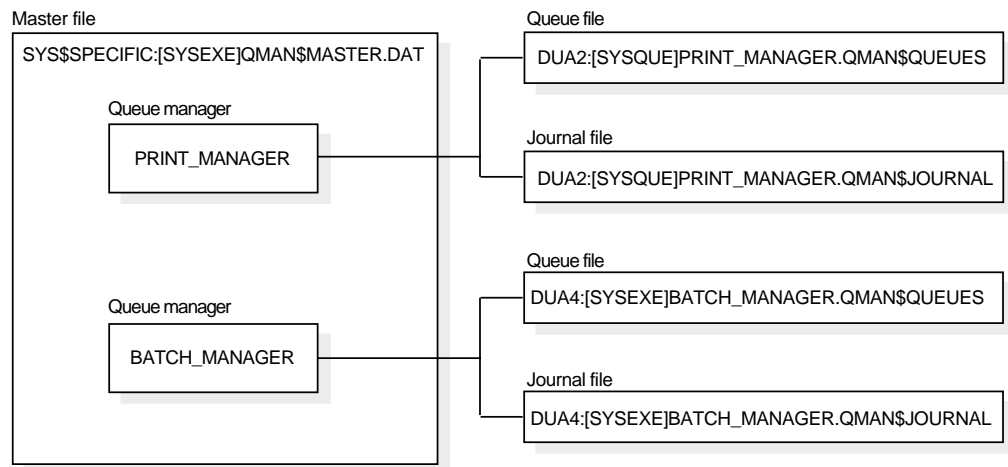 Master file
SYS$SPECIFIC:[SYSEXE]QMAN$MASTER.DAT
Queue manager
PRINT_MANAGER
Queue file
DUA2:[SYSQUE]PRINT_MANAGER.QMAN$QUEUES
Journal file
DUA2:[SYSQUE]PRINT_MANAGER.QMAN$JOURNAL
Queue manager
BATCH_MANAGER
Queue file
DUA4:[SYSEXE]BATCH_MANAGER.QMAN$QUEUES
Journal file
DUA4:[SYSEXE]BATCH_MANAGER.QMAN$JOURNAL